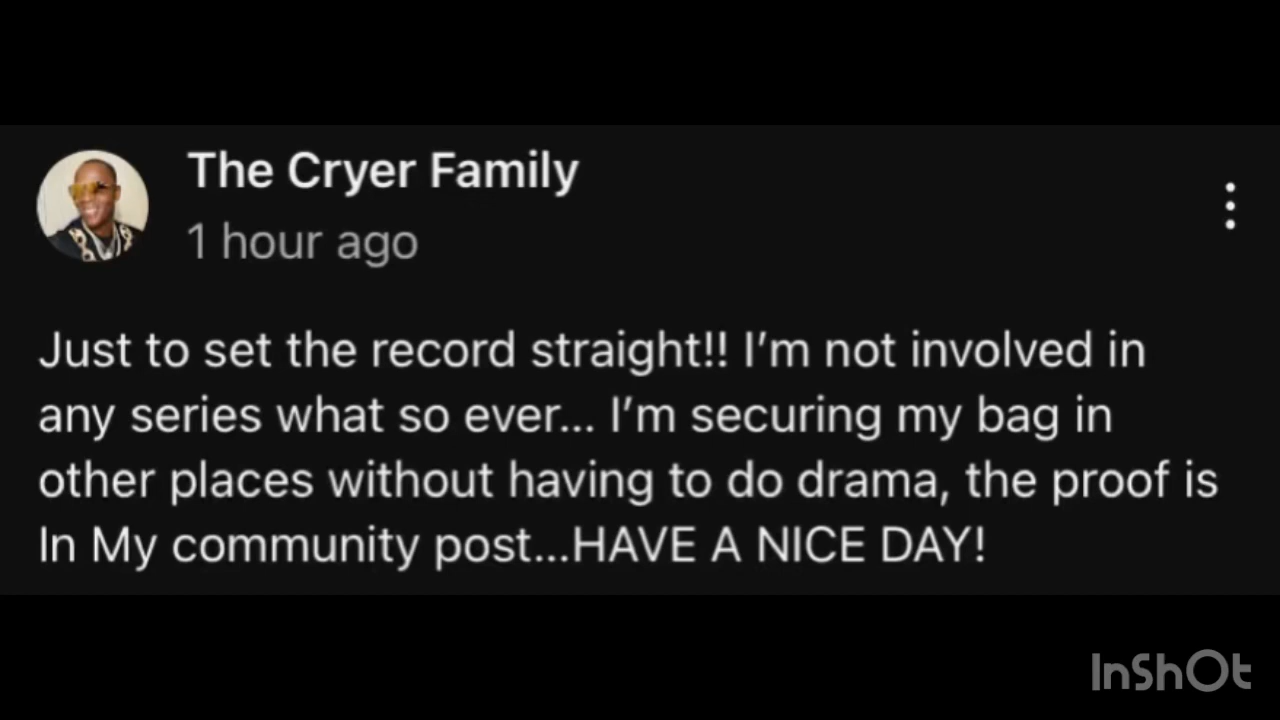 The Cryer Family
1 hour ago
Just to set the record straight!! I'm not involved in
any series what so ever... I'm securing my bag in
other places without having to do drama, the proof is
In My community post...HAVE A NICE DAY!
InShOt